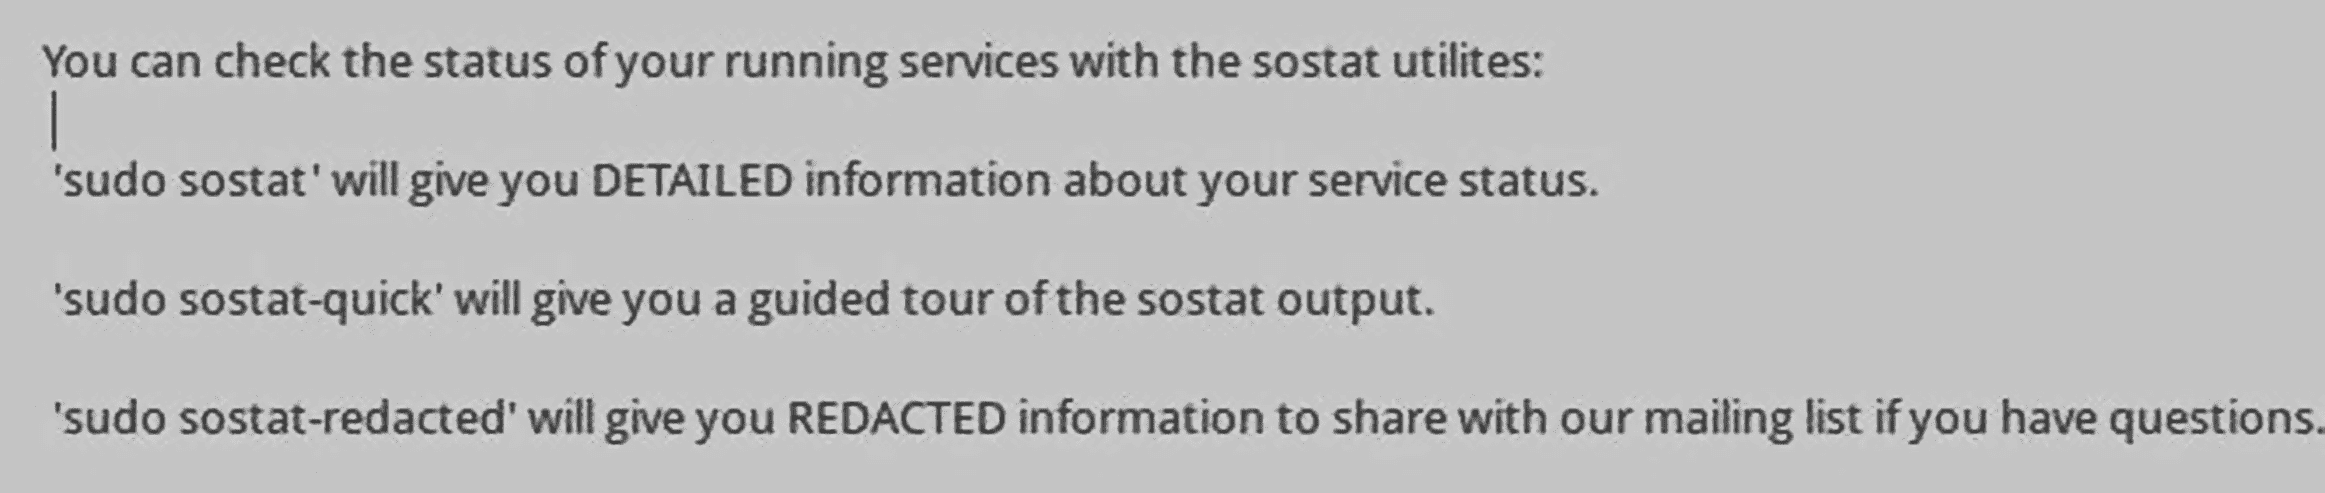 You can check the status of your running services with the sostat utilites:
'sudo sostat' will give you DETAILED information about your service status.
'sudo sostat-quick' will give you a guided tour of the sostat output.
'sudo sostat-redacted' will give you REDACTED information to share with our mailing list if you have questions.